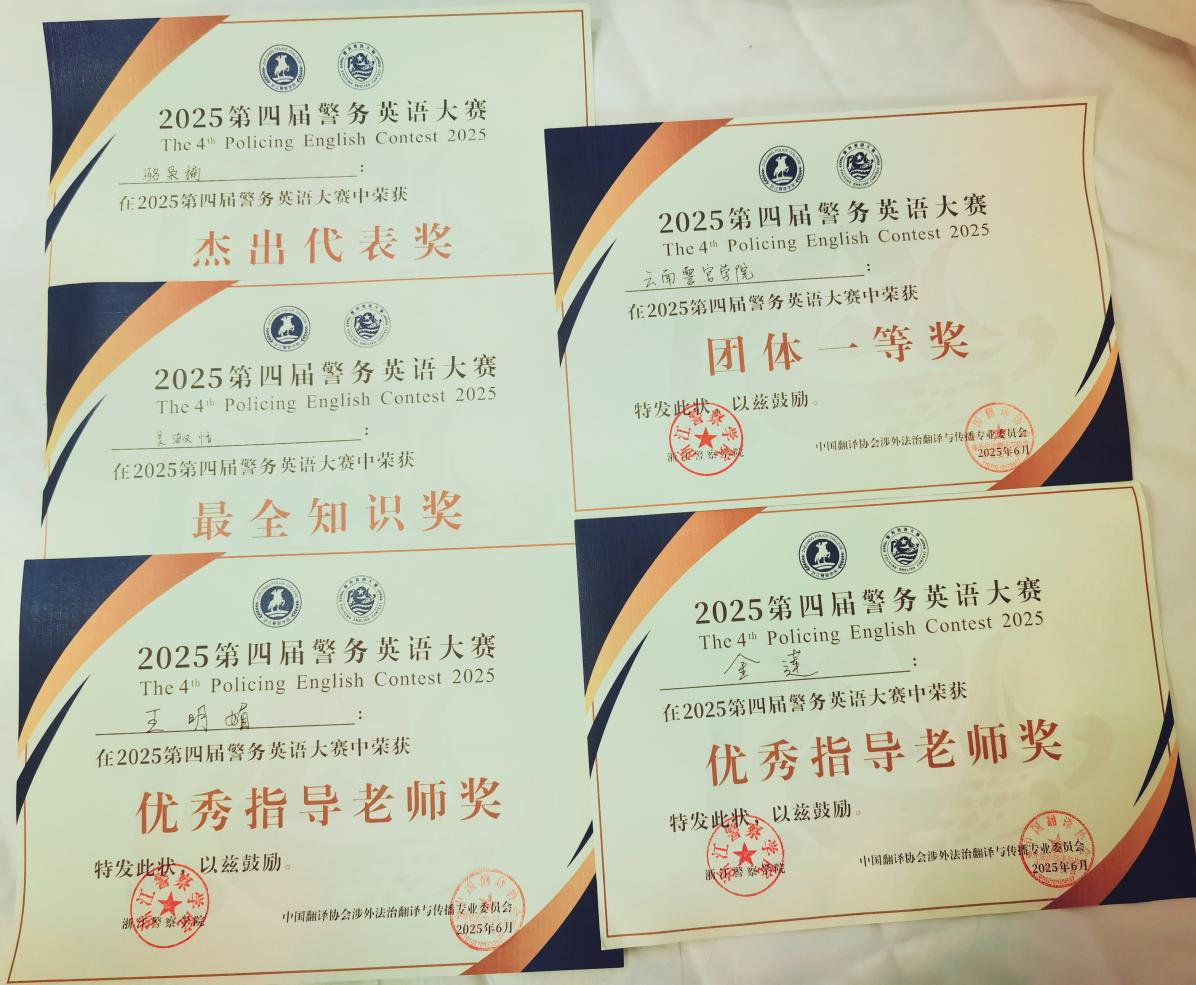 2025第四届警务英语大赛
The 4th Policing English Contest 2025
骆泉楠:
在2025第四届警务英语大赛中荣获
杰出代表奖
2025第四届警务英语大赛
The 4th Policing English Contest 2025
吴淑恬:
在2025第四届警务英语大赛中荣获
最全知识奖
2025第四届警务英语大赛
The 4th Policing English Contest 2025
王明媚:
在2025第四届警务英语大赛中荣获
优秀指导老师奖
特发此状,以兹鼓励。
浙江警察学院
中国翻译协会涉外法治翻译与传播专业委员会
2025年6月
2025第四届警务英语大赛
The 4th Policing English Contest 2025
云南警官学院:
在2025第四届警务英语大赛中荣获
团体一等奖
特发此状,以兹鼓励。
浙江警察学院
中国翻译协会涉外法治翻译与传播专业委员会
2025年6月
2025第四届警务英语大赛
The 4th Policing English Contest 2025
金莲:
在2025第四届警务英语大赛中荣获
优秀指导老师奖
特发此状,以兹鼓励。
浙江警察学院
中国翻译协会涉外法治翻译与传播专业委员会
2025年6月